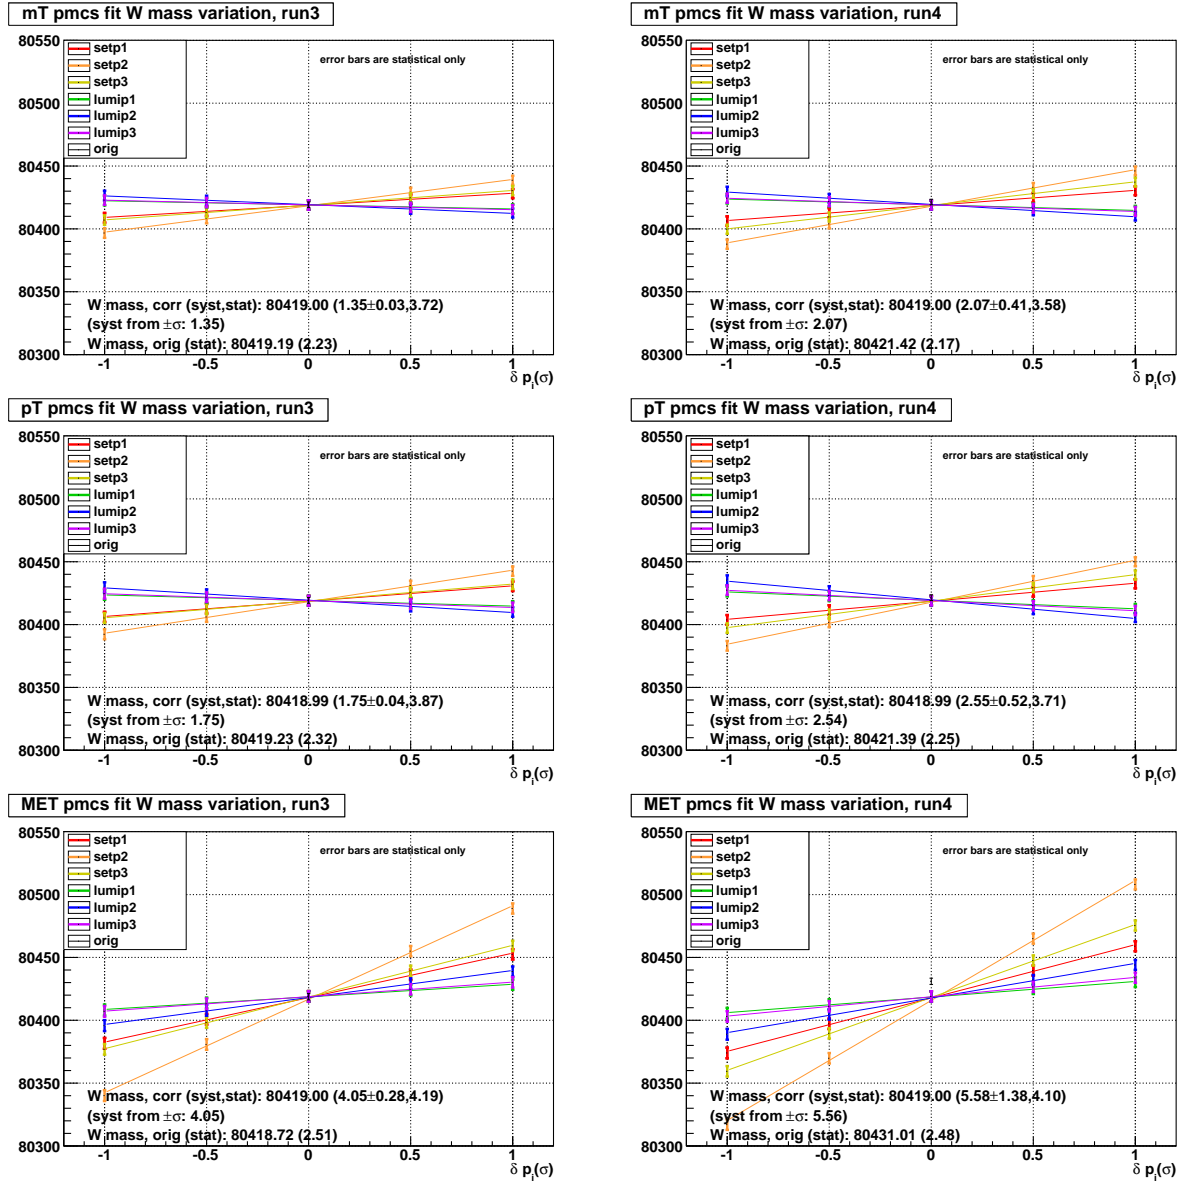 mT pmcs fit W mass variation, run3
80550
80500
80450
80400
80350
80300
setp1
setp2
setp3
lumip1
lumip2
lumip3
orig
error bars are statistical only
W mass, corr (syst,stat): 80419.00 (1.35±0.03,3.72)
(syst from ±σ: 1.35)
W mass, orig (stat): 80419.19 (2.23)
-1 -0.5 0 0.5 1
δ p_i(σ)
mT pmcs fit W mass variation, run4
80550
80500
80450
80400
80350
80300
setp1
setp2
setp3
lumip1
lumip2
lumip3
orig
error bars are statistical only
W mass, corr (syst,stat): 80419.00 (2.07±0.41,3.58)
(syst from ±σ: 2.07)
W mass, orig (stat): 80421.42 (2.17)
-1 -0.5 0 0.5 1
δ p_i(σ)
pT pmcs fit W mass variation, run3
80550
80500
80450
80400
80350
80300
setp1
setp2
setp3
lumip1
lumip2
lumip3
orig
error bars are statistical only
W mass, corr (syst,stat): 80418.99 (1.75±0.04,3.87)
(syst from ±σ: 1.75)
W mass, orig (stat): 80419.23 (2.32)
-1 -0.5 0 0.5 1
δ p_i(σ)
pT pmcs fit W mass variation, run4
80550
80500
80450
80400
80350
80300
setp1
setp2
setp3
lumip1
lumip2
lumip3
orig
error bars are statistical only
W mass, corr (syst,stat): 80418.99 (2.55±0.52,3.71)
(syst from ±σ: 2.54)
W mass, orig (stat): 80421.39 (2.25)
-1 -0.5 0 0.5 1
δ p_i(σ)
MET pmcs fit W mass variation, run3
80550
80500
80450
80400
80350
80300
setp1
setp2
setp3
lumip1
lumip2
lumip3
orig
error bars are statistical only
W mass, corr (syst,stat): 80419.00 (4.05±0.28,4.19)
(syst from ±σ: 4.05)
W mass, orig (stat): 80418.72 (2.51)
-1 -0.5 0 0.5 1
δ p_i(σ)
MET pmcs fit W mass variation, run4
80550
80500
80450
80400
80350
80300
setp1
setp2
setp3
lumip1
lumip2
lumip3
orig
error bars are statistical only
W mass, corr (syst,stat): 80419.00 (5.58±1.38,4.10)
(syst from ±σ: 5.56)
W mass, orig (stat): 80431.01 (2.48)
-1 -0.5 0 0.5 1
δ p_i(σ)